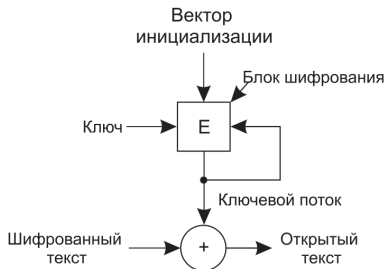 Вектор
инициализации
Блок шифрования
Ключ
E
Ключевой поток
Шифрованный
текст
+
Открытый
текст